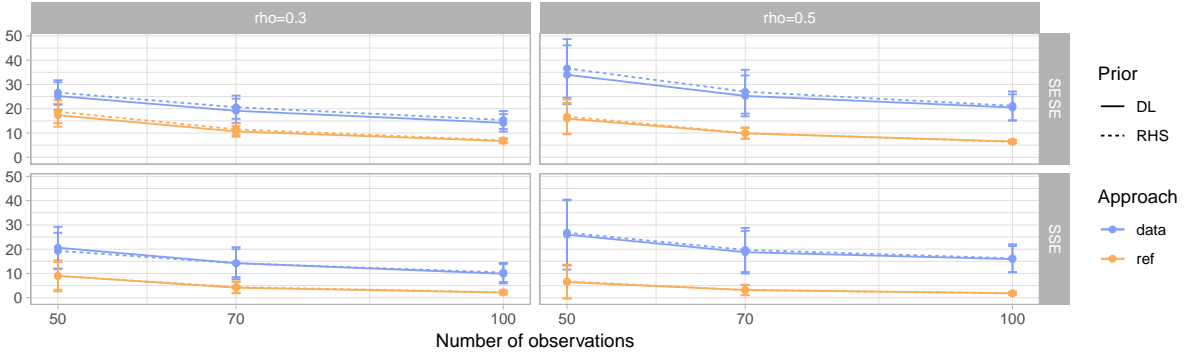 rho=0.3
rho=0.5
50
40
30
20
10
0
SESE
50
40
30
20
10
0
SSE
50
70
100
50
70
100
Number of observations
Prior
DL
RHS
Approach
data
ref